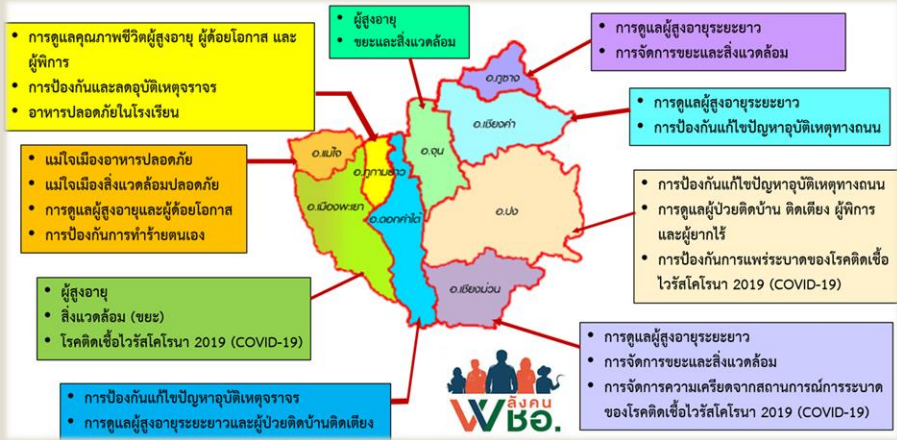 • ผู้สูงอายุ
• ขยะและสิ่งแวดล้อม
• การดูแลคุณภาพชีวิตผู้สูงอายุ ผู้ด้อยโอกาส และ
ผู้พิการ
• การป้องกันและลดอุบัติเหตุจราจร
• อาหารปลอดภัยในโรงเรียน
• การดูแลผู้สูงอายุระยะยาว
• การจัดการขยะและสิ่งแวดล้อม
• การดูแลผู้สูงอายุระยะยาว
• การป้องกันแก้ไขปัญหาอุบัติเหตุทางถนน
• แม่ใจเมืองอาหารปลอดภัย
• แม่ใจเมืองสิ่งแวดล้อมปลอดภัย
• การดูแลผู้สูงอายุและผู้ด้อยโอกาส
• การป้องกันการทำร้ายตนเอง
อ.ภูซาง
อ.เชียงคำ
อ.จุน
อ.แม่ใจ
อ.ภูกามยาว
อ.เมืองพะเยา
อ.ดอกคำใต้
อ.ปง
อ.เชียงม่วน
• การป้องกันแก้ไขปัญหาอุบัติเหตุทางถนน
• การดูแลผู้ป่วยติดบ้าน ติดเตียง ผู้พิการ
และผู้ยากไร้
• การป้องกันการแพร่ระบาดของโรคติดเชื้อ
ไวรัสโคโรนา 2019 (COVID-19)
• ผู้สูงอายุ
• สิ่งแวดล้อม (ขยะ)
• โรคติดเชื้อไวรัสโคโรนา 2019 (COVID-19)
• การดูแลผู้สูงอายุระยะยาว
• การจัดการขยะและสิ่งแวดล้อม
• การจัดการความเครียดจากสถานการณ์การระบาด
ของโรคติดเชื้อไวรัสโคโรนา 2019 (COVID-19)
• การป้องกันแก้ไขปัญหาอุบัติเหตุจราจร
• การดูแลผู้สูงอายุระยะยาวและผู้ป่วยติดบ้านติดเตียง
พลังคน
พชอ.